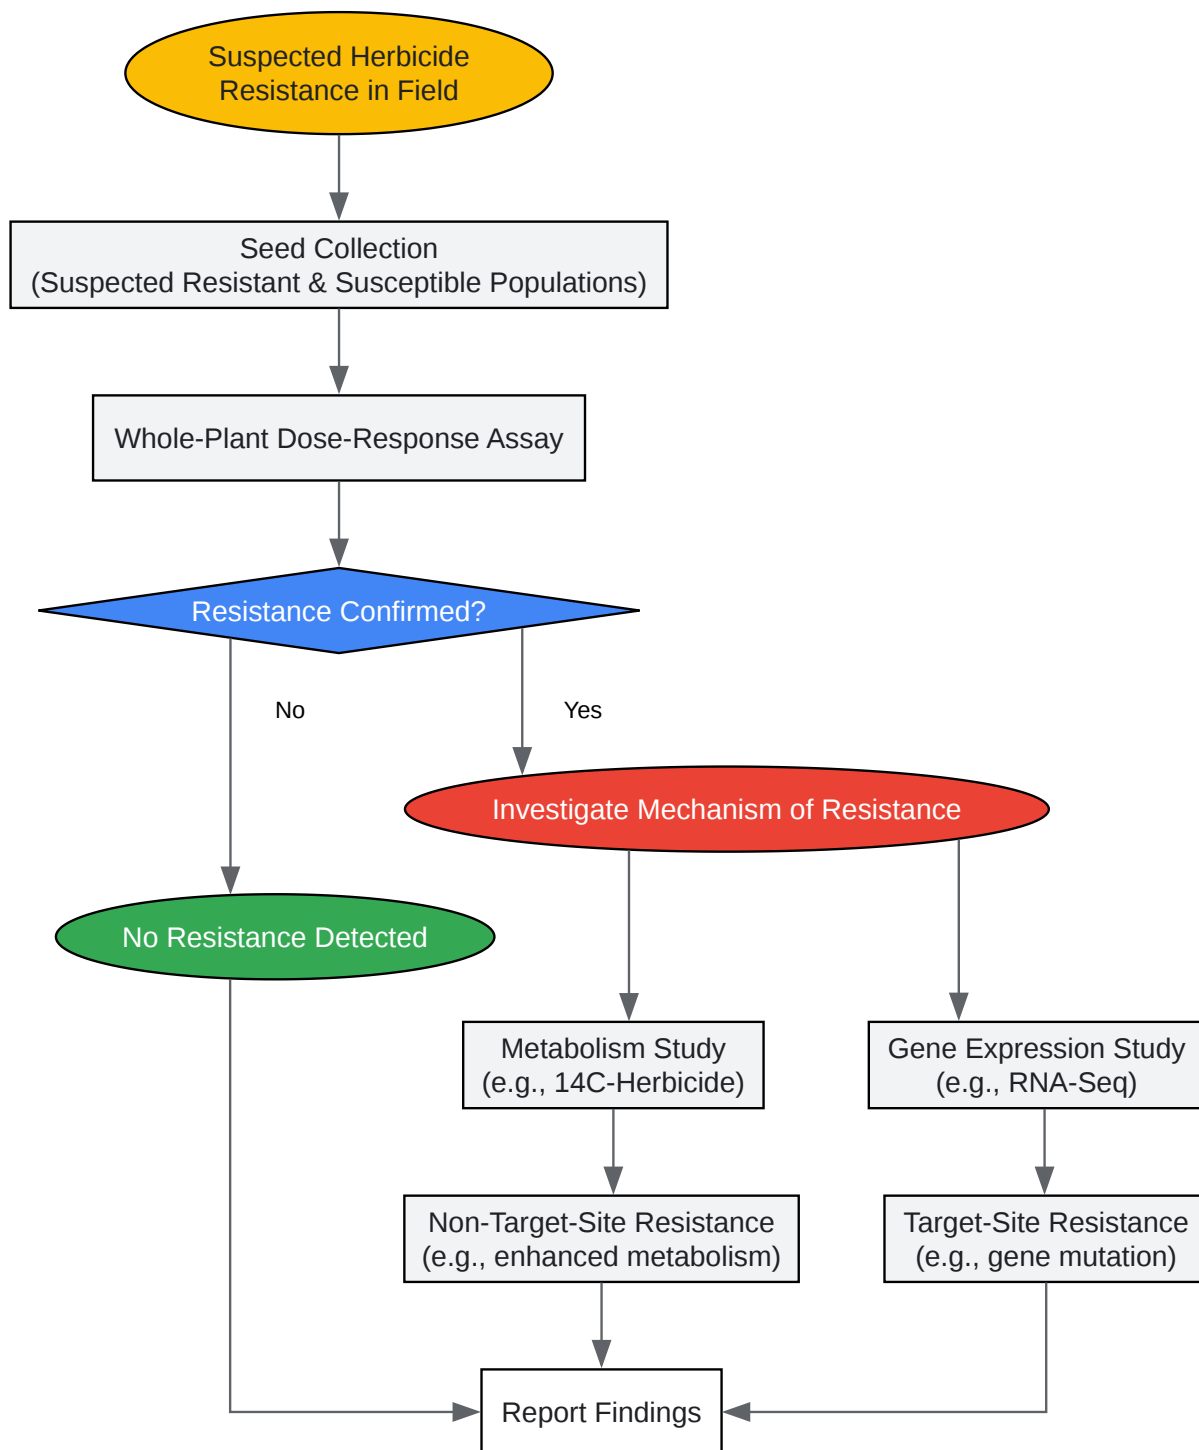 Suspected Herbicide
Resistance in Field
Seed Collection
(Suspected Resistant & Susceptible Populations)
Whole-Plant Dose-Response Assay
Resistance Confirmed?
No
Yes
Investigate Mechanism of Resistance
No Resistance Detected
Metabolism Study
(e.g., 14C-Herbicide)
Gene Expression Study
(e.g., RNA-Seq)
Non-Target-Site Resistance
(e.g., enhanced metabolism)
Target-Site Resistance
(e.g., gene mutation)
Report Findings